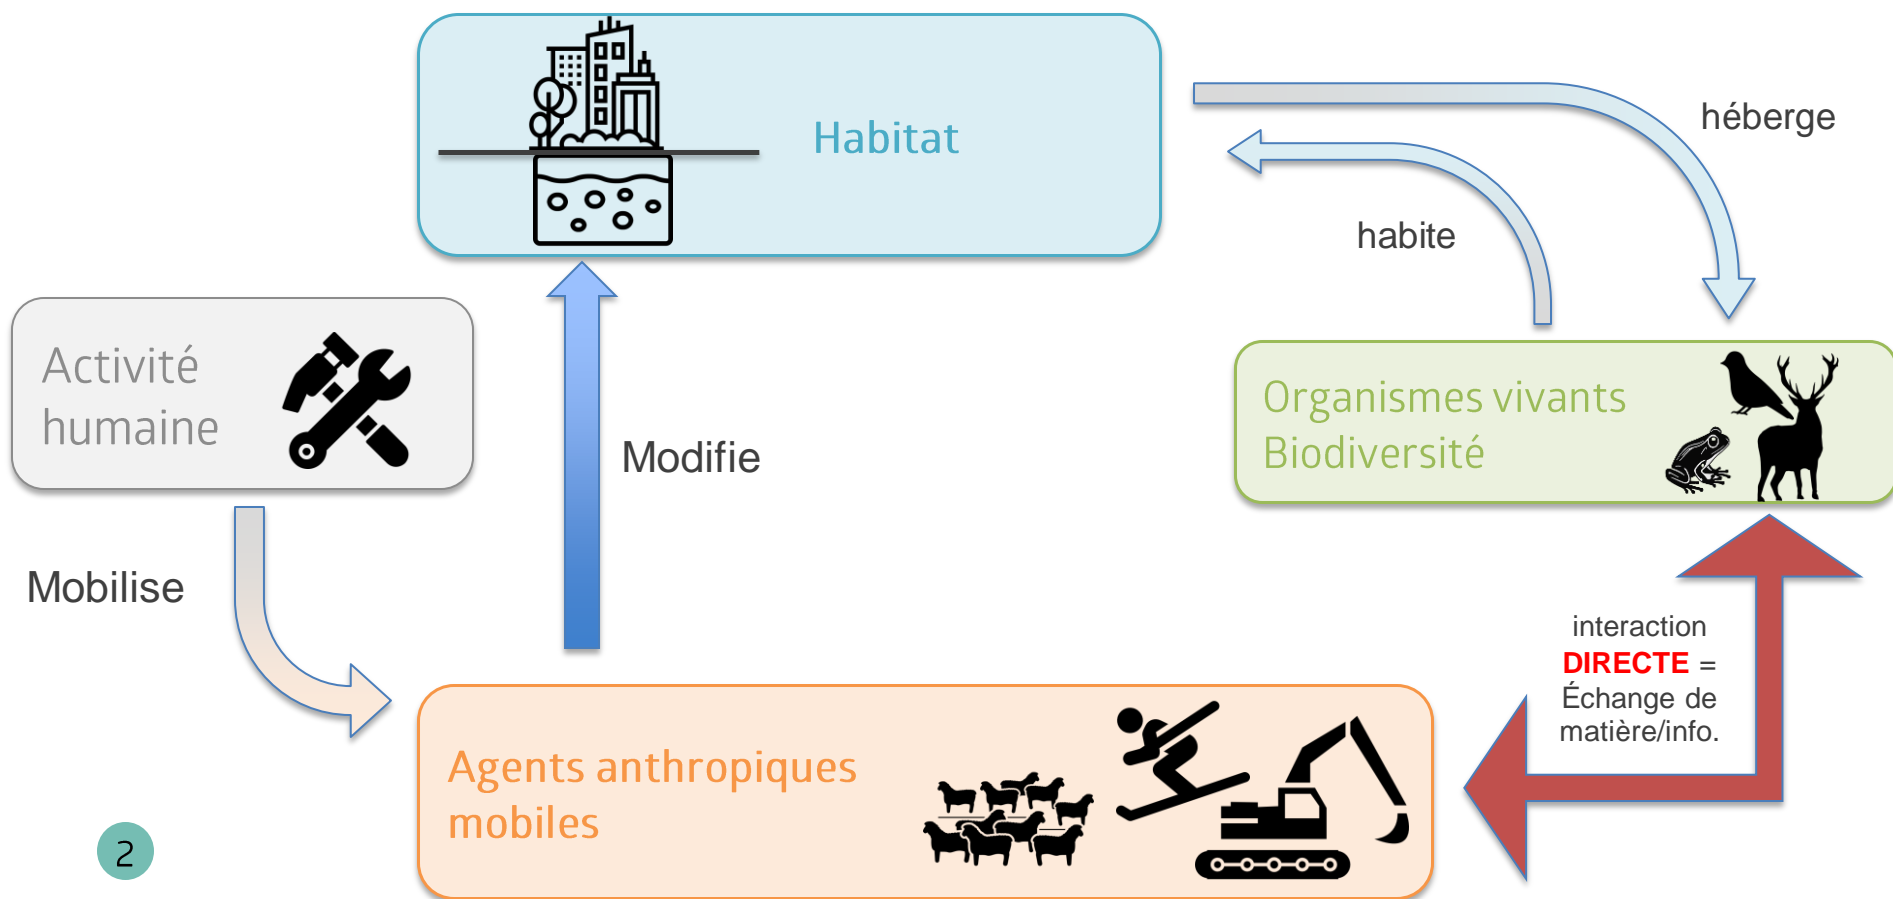 Habitat
héberge
habite
Activité
humaine
Organismes vivants
Biodiversité
Modifie
Mobilise
interaction
DIRECTE =
Échange de
matière/info.
Agents anthropiques
mobiles
2